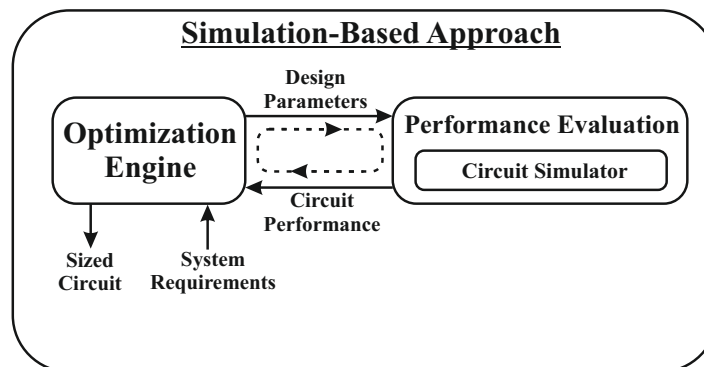 Simulation-Based Approach
Design
Parameters
Optimization
Engine
Performance Evaluation
Circuit Simulator
Circuit
Performance
Sized
Circuit
System
Requirements